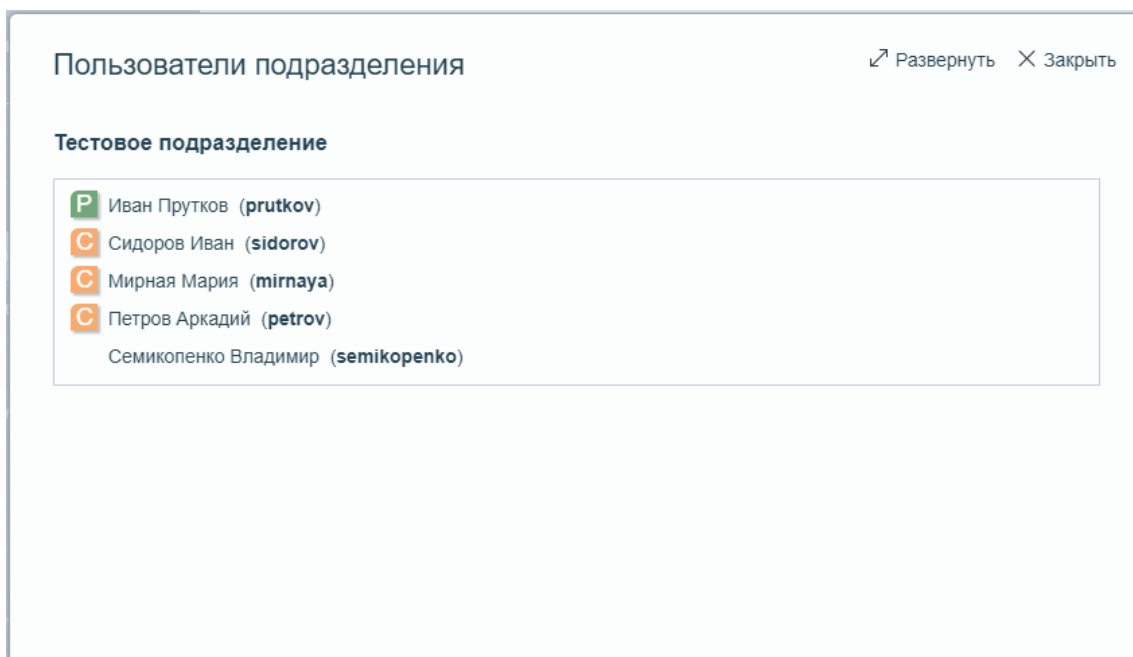 Пользователи подразделения
Развернуть Закрыть
Тестовое подразделение
Р Иван Прутков (prutkov)
С Сидоров Иван (sidorov)
С Мирная Мария (mirnaya)
С Петров Аркадий (petrov)
Семикопенко Владимир (semikopenko)